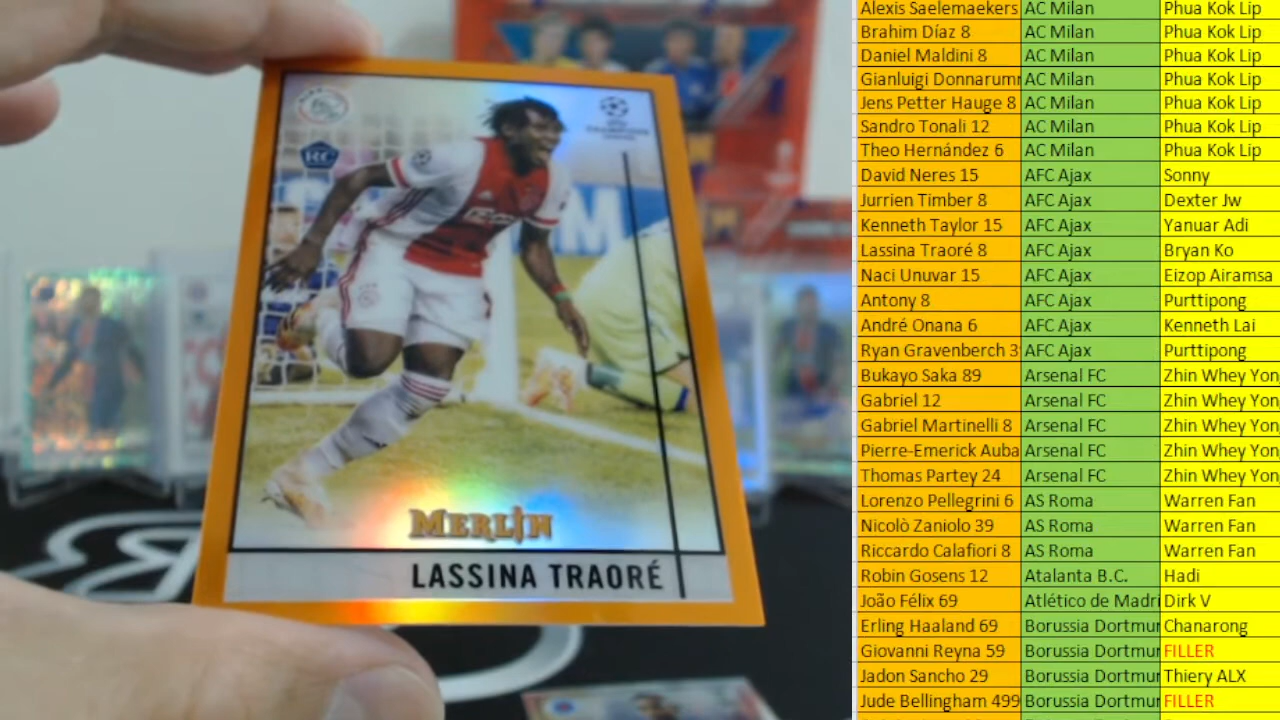 RC
MERLIN
LASSINA TRAORÉ
Alexis Saelemaekers AC Milan Phua Kok Lip
Brahim Díaz 8 AC Milan Phua Kok Lip
Daniel Maldini 8 AC Milan Phua Kok Lip
Gianluigi Donnarum AC Milan Phua Kok Lip
Jens Petter Hauge 8 AC Milan Phua Kok Lip
Sandro Tonali 12 AC Milan Phua Kok Lip
Theo Hernández 6 AC Milan Phua Kok Lip
David Neres 15 AFC Ajax Sonny
Jurrien Timber 8 AFC Ajax Dexter Jw
Kenneth Taylor 15 AFC Ajax Yanuar Adi
Lassina Traoré 8 AFC Ajax Bryan Ko
Naci Unuvar 15 AFC Ajax Eizop Airamsa
Antony 8 AFC Ajax Purttipong
André Onana 6 AFC Ajax Kenneth Lai
Ryan Gravenberch 3 AFC Ajax Purttipong
Bukayo Saka 89 Arsenal FC Zhin Whey Yon
Gabriel 12 Arsenal FC Zhin Whey Yon
Gabriel Martinelli 8 Arsenal FC Zhin Whey Yon
Pierre-Emerick Auba Arsenal FC Zhin Whey Yon
Thomas Partey 24 Arsenal FC Zhin Whey Yon
Lorenzo Pellegrini 6 AS Roma Warren Fan
Nicolò Zaniolo 39 AS Roma Warren Fan
Riccardo Calafiori 8 AS Roma Warren Fan
Robin Gosens 12 Atalanta B.C. Hadi
João Félix 69 Atlético de Madri Dirk V
Erling Haaland 69 Borussia Dortmu Chanarong
Giovanni Reyna 59 Borussia Dortmu FILLER
Jadon Sancho 29 Borussia Dortmu Thiery ALX
Jude Bellingham 499 Borussia Dortmu FILLER